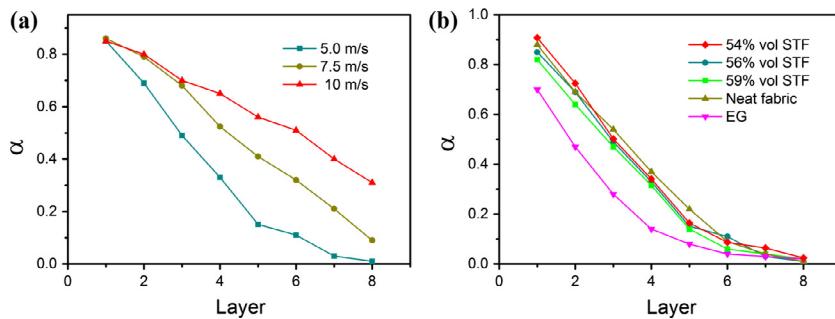 (a)
5.0 m/s
7.5 m/s
10 m/s
α
0.8
0.6
0.4
0.2
0.0
0 2 4 6 8
Layer
(b)
54% vol STF
56% vol STF
59% vol STF
Neat fabric
EG
α
1.0
0.8
0.6
0.4
0.2
0.0
0 2 4 6 8
Layer